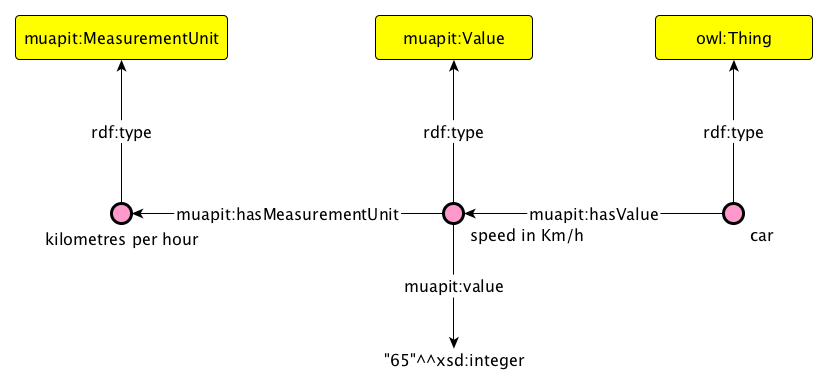 muapit:MeasurementUnit
muapit:Value
owl:Thing
rdf:type
rdf:type
rdf:type
muapit:hasMeasurementUnit
muapit:hasValue
kilometres per hour
speed in Km/h
car
muapit:value
"65"^^xsd:integer